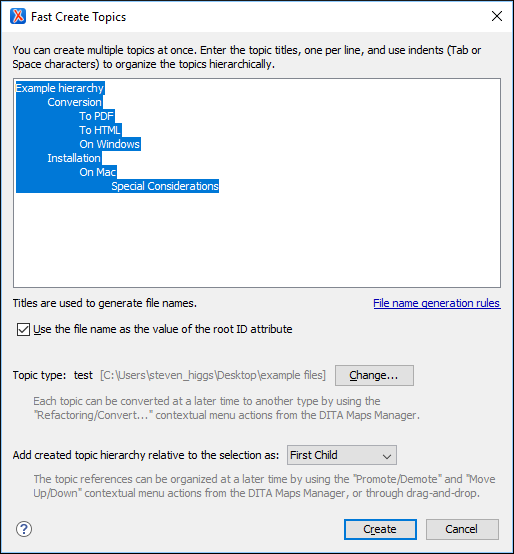 Fast Create Topics
You can create multiple topics at once. Enter the topic titles, one per line, and use indents (Tab or
Space characters) to organize the topics hierarchically.
Example hierarchy
Conversion
To PDF
To HTML
On Windows
Installation
On Mac
Special Considerations
Titles are used to generate file names. File name generation rules
Use the file name as the value of the root ID attribute
Topic type: test [C:\Users\steven_higgs\Desktop\example files] Change...
Each topic can be converted at a later time to another type by using the
"Refactoring/Convert..." contextual menu actions from the DITA Maps Manager.
Add created topic hierarchy relative to the selection as: First Child
The topic references can be organized at a later time by using the "Promote/Demote" and "Move
Up/Down" contextual menu actions from the DITA Maps Manager, or through drag-and-drop.
? Create Cancel